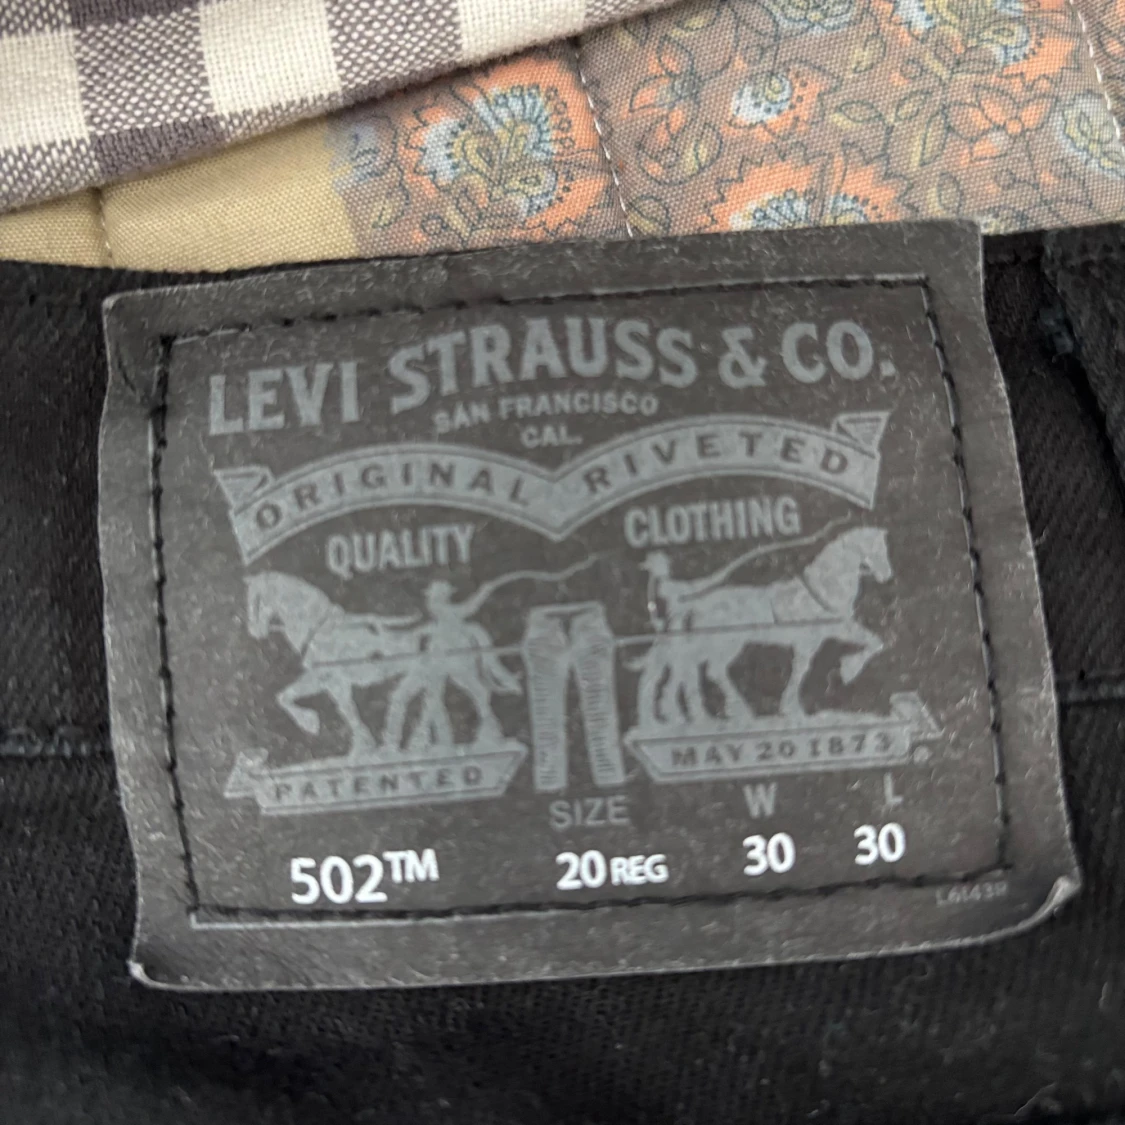 LEVI STRAUSS & CO.
SAN FRANCISCO
CAL.
ORIGINAL RIVETED
QUALITY CLOTHING
PATENTED MAY 20 1873
SIZE W L
502™ 20 REG 30 30